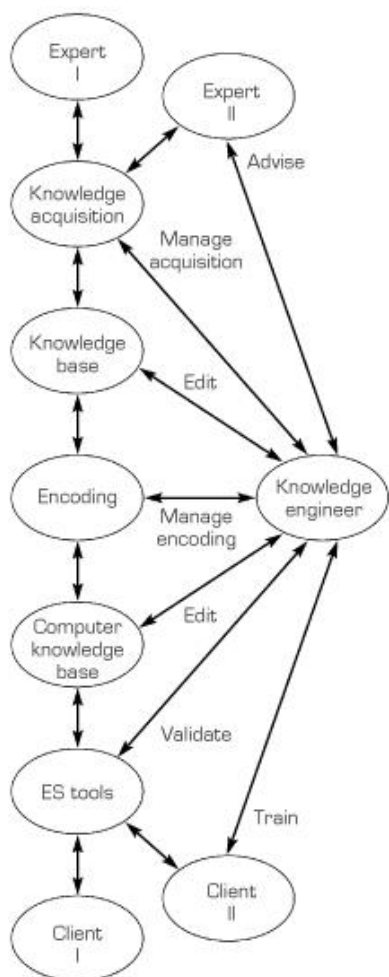 Expert
I
Expert
II
Advise
Knowledge
acquisition
Manage
acquisition
Knowledge
base
Edit
Encoding
Manage
encoding
Knowledge
engineer
Edit
Computer
knowledge
base
Validate
ES tools
Train
Client
II
Client
I